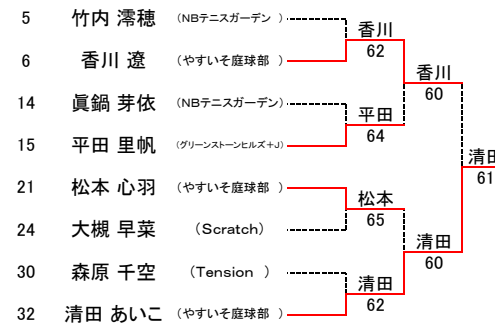 5 竹内 澪穂 （NBテニスガーデン ）
香川
62
6 香川 遼 （やすいそ庭球部 ）
香川
60
14 眞鍋 芽依 （NBテニスガーデン）
平田
64
15 平田 里帆 （グリーンストーンヒルズ+J）
清田
61
21 松本 心羽 （やすいそ庭球部 ）
松本
65
24 大槻 早菜 （Scratch）
清田
60
30 森原 千空 （Tension ）
清田
62
32 清田 あいこ （やすいそ庭球部 ）